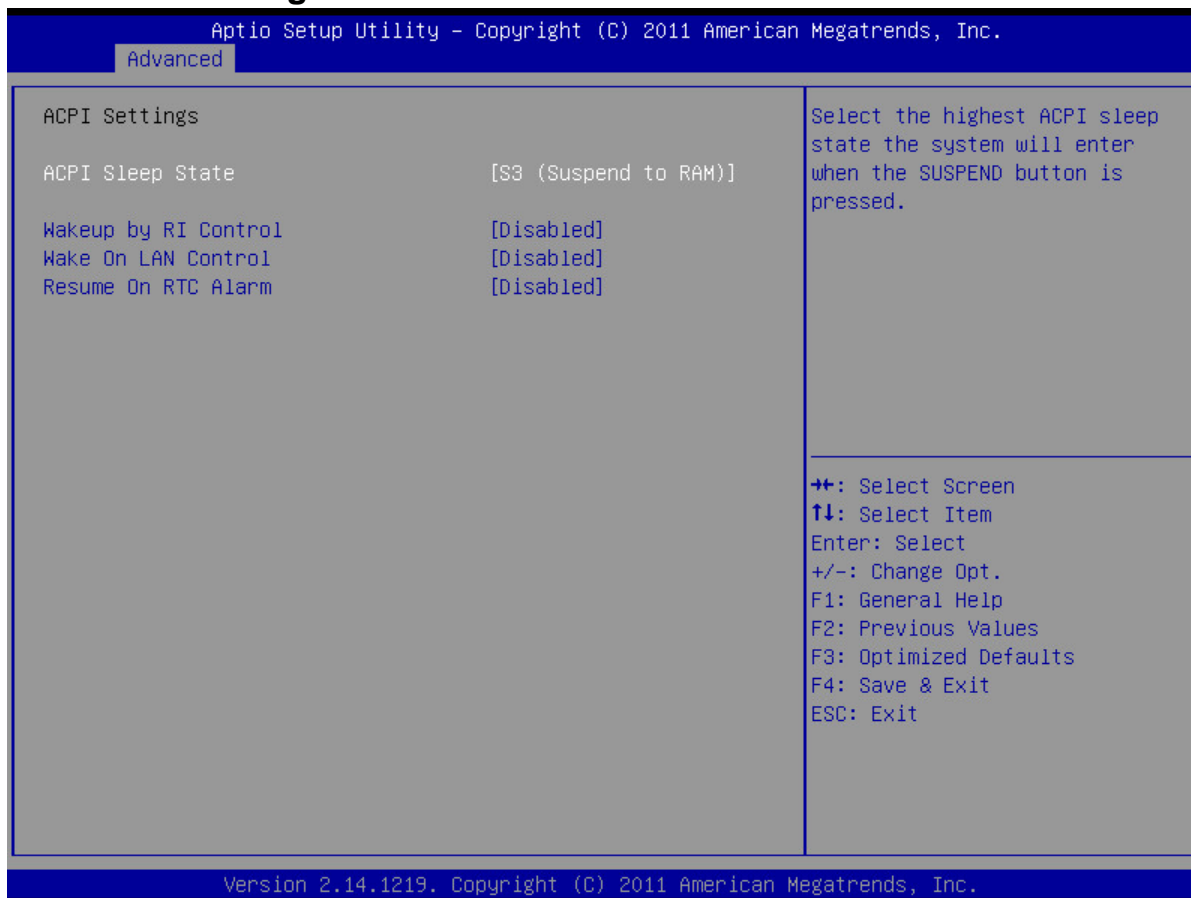 Aptio Setup Utility – Copyright (C) 2011 American Megatrends, Inc.
Advanced
ACPI Settings
ACPI Sleep State [S3 (Suspend to RAM)]
Wakeup by RI Control [Disabled]
Wake On LAN Control [Disabled]
Resume On RTC Alarm [Disabled]
Select the highest ACPI sleep
state the system will enter
when the SUSPEND button is
pressed.
→←: Select Screen
↑↓: Select Item
Enter: Select
+/-: Change Opt.
F1: General Help
F2: Previous Values
F3: Optimized Defaults
F4: Save & Exit
ESC: Exit
Version 2.14.1219. Copyright (C) 2011 American Megatrends, Inc.